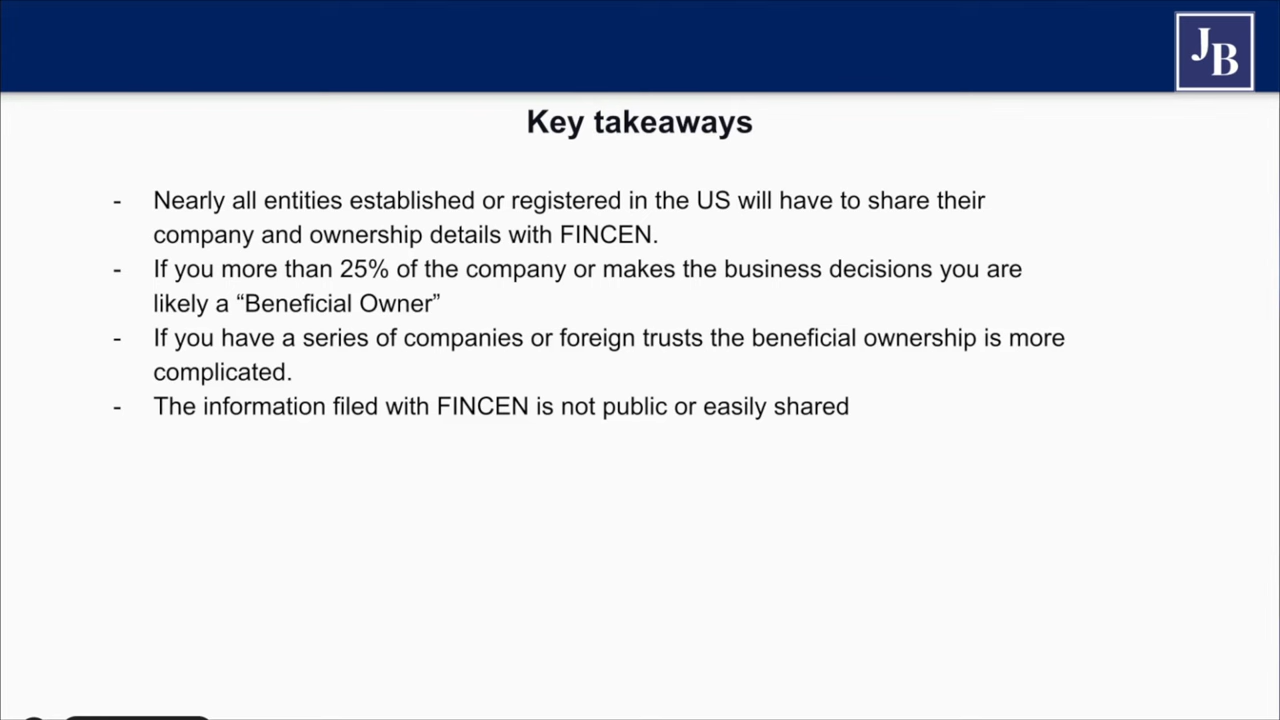 JB
Key takeaways
- Nearly all entities established or registered in the US will have to share their
company and ownership details with FINCEN.
- If you more than 25% of the company or makes the business decisions you are
likely a “Beneficial Owner”
- If you have a series of companies or foreign trusts the beneficial ownership is more
complicated.
- The information filed with FINCEN is not public or easily shared